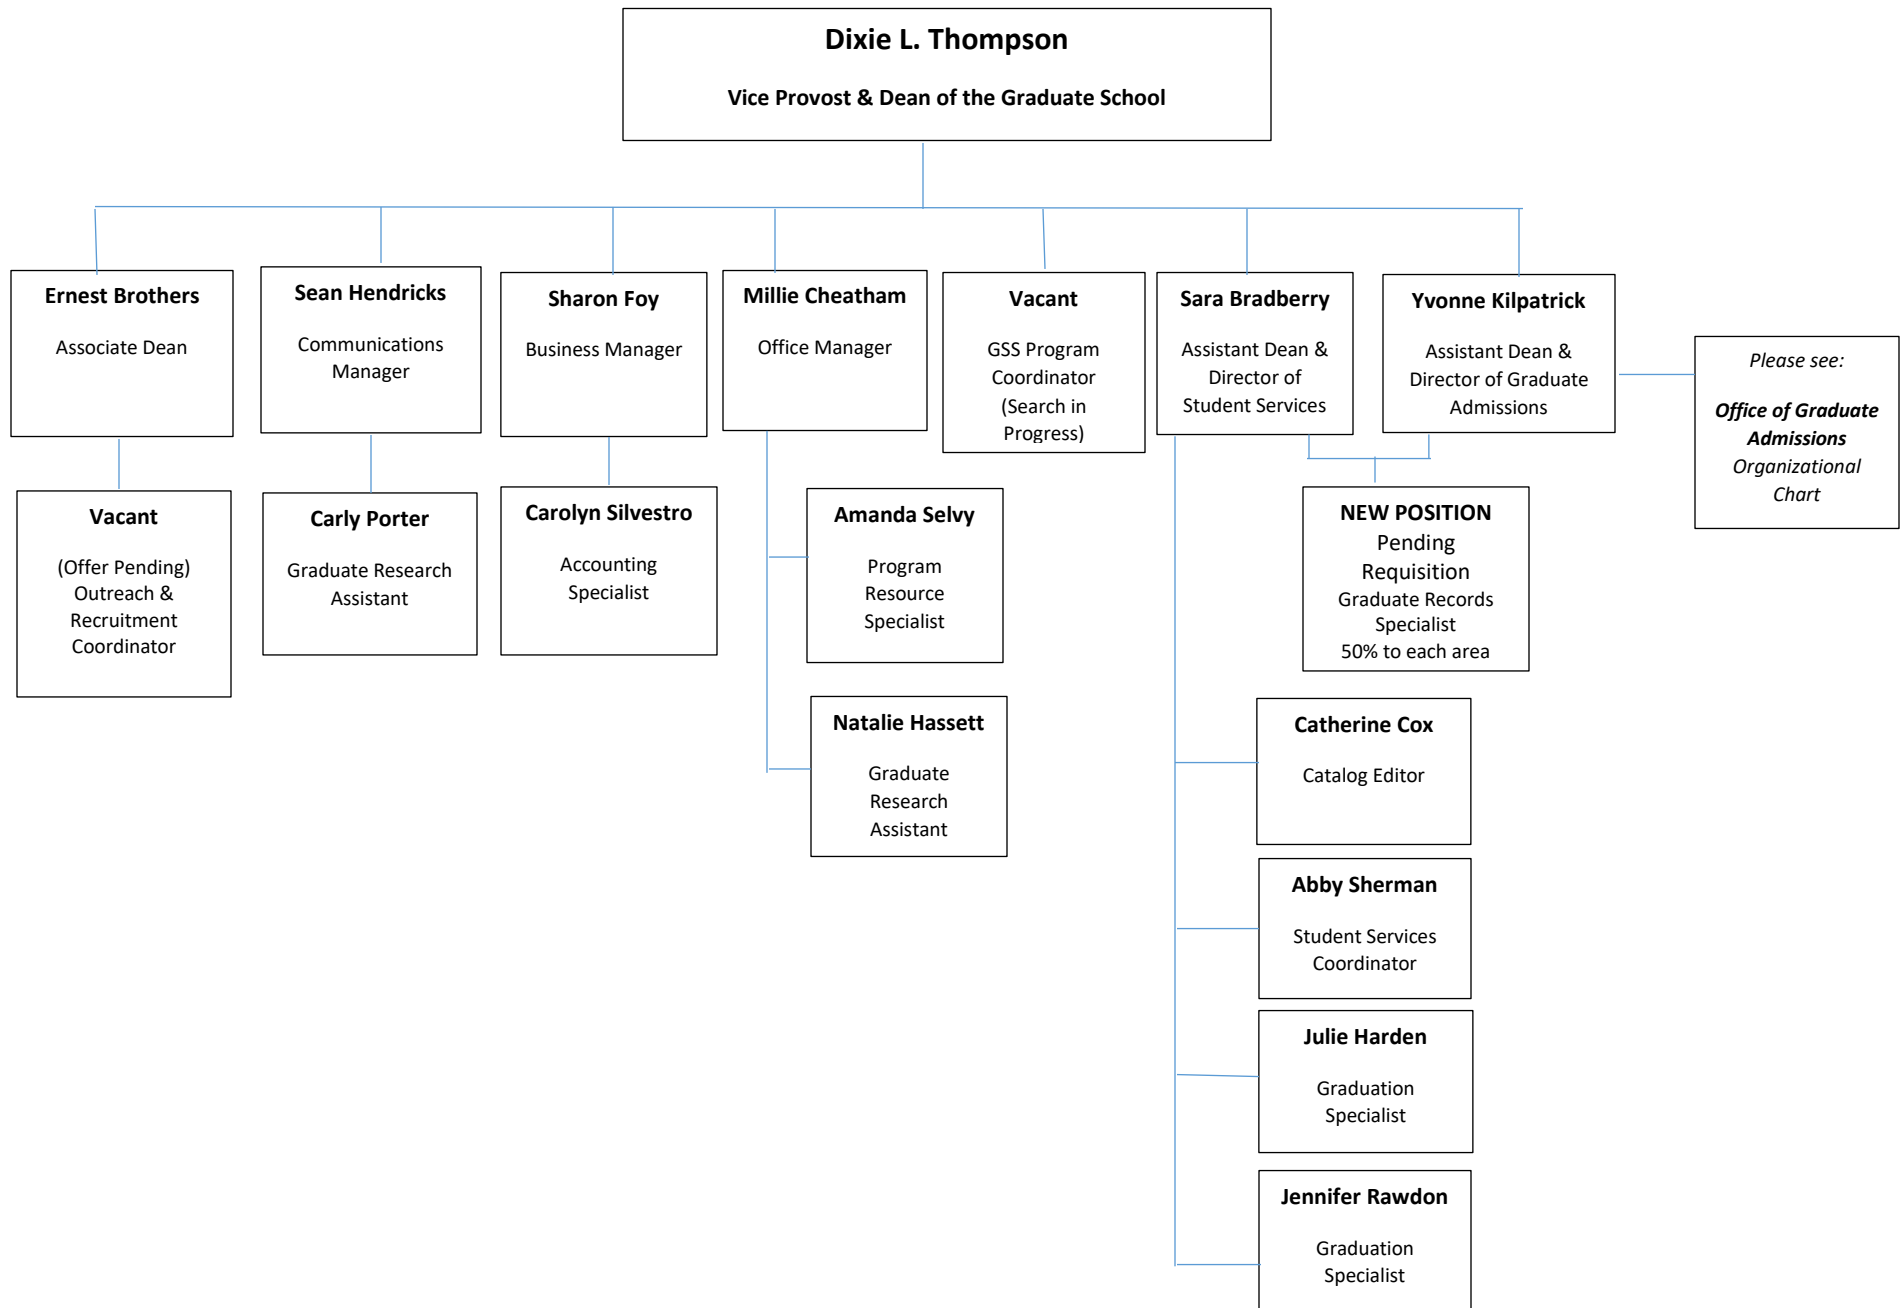 Dixie L. Thompson
Vice Provost & Dean of the Graduate School
Ernest Brothers
Associate Dean
Sean Hendricks
Communications
Manager
Sharon Foy
Business Manager
Millie Cheatham
Office Manager
Vacant
GSS Program
Coordinator
(Search in
Progress)
Sara Bradberry
Assistant Dean &
Director of
Student Services
Yvonne Kilpatrick
Assistant Dean &
Director of Graduate
Admissions
Please see:
Office of Graduate
Admissions
Organizational
Chart
Vacant
(Offer Pending)
Outreach &
Recruitment
Coordinator
Carly Porter
Graduate Research
Assistant
Carolyn Silvestro
Accounting
Specialist
Amanda Selvy
Program
Resource
Specialist
NEW POSITION
Pending
Requisition
Graduate Records
Specialist
50% to each area
Natalie Hassett
Graduate
Research
Assistant
Catherine Cox
Catalog Editor
Abby Sherman
Student Services
Coordinator
Julie Harden
Graduation
Specialist
Jennifer Rawdon
Graduation
Specialist